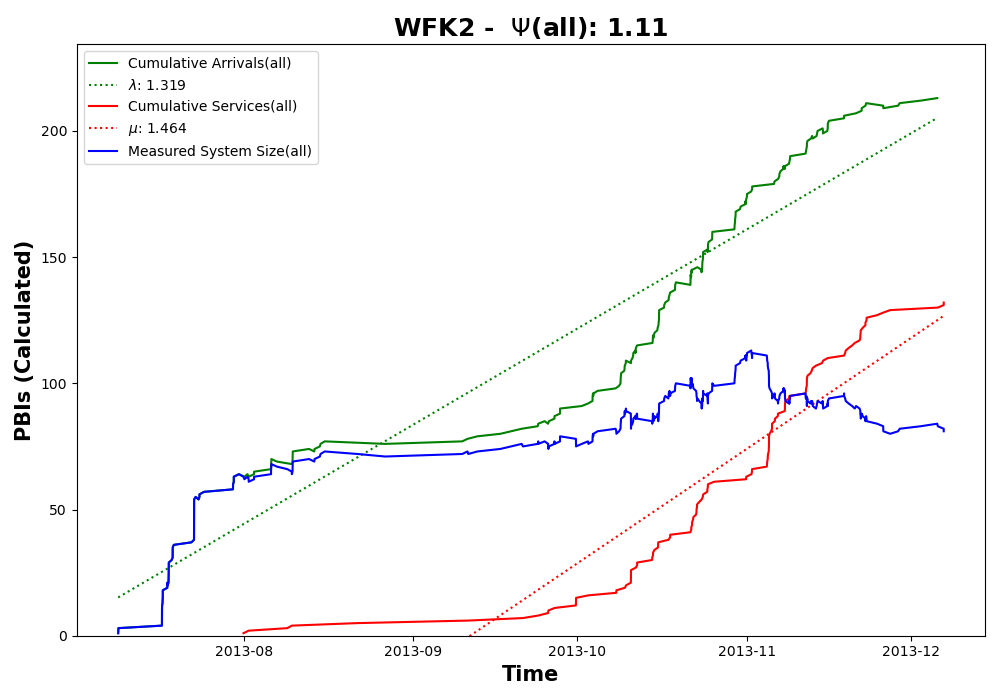 WFK2 - Ψ(all): 1.11
Cumulative Arrivals(all)
λ: 1.319
Cumulative Services(all)
μ: 1.464
Measured System Size(all)
PBIs (Calculated)
200
150
100
50
0
2013-08 2013-09 2013-10 2013-11 2013-12
Time